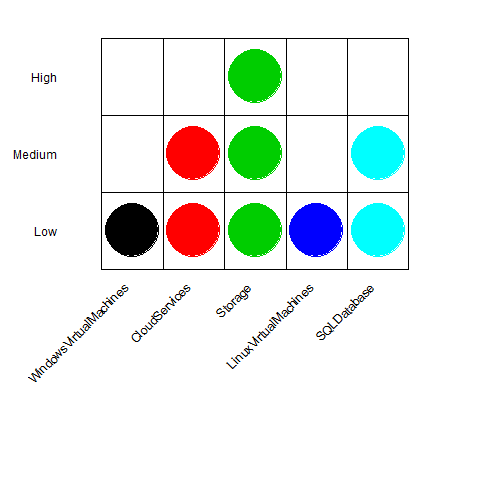 High
Medium
Low
WindowsVirtualMachines
CloudServices
Storage
LinuxVirtualMachines
SQLDatabase